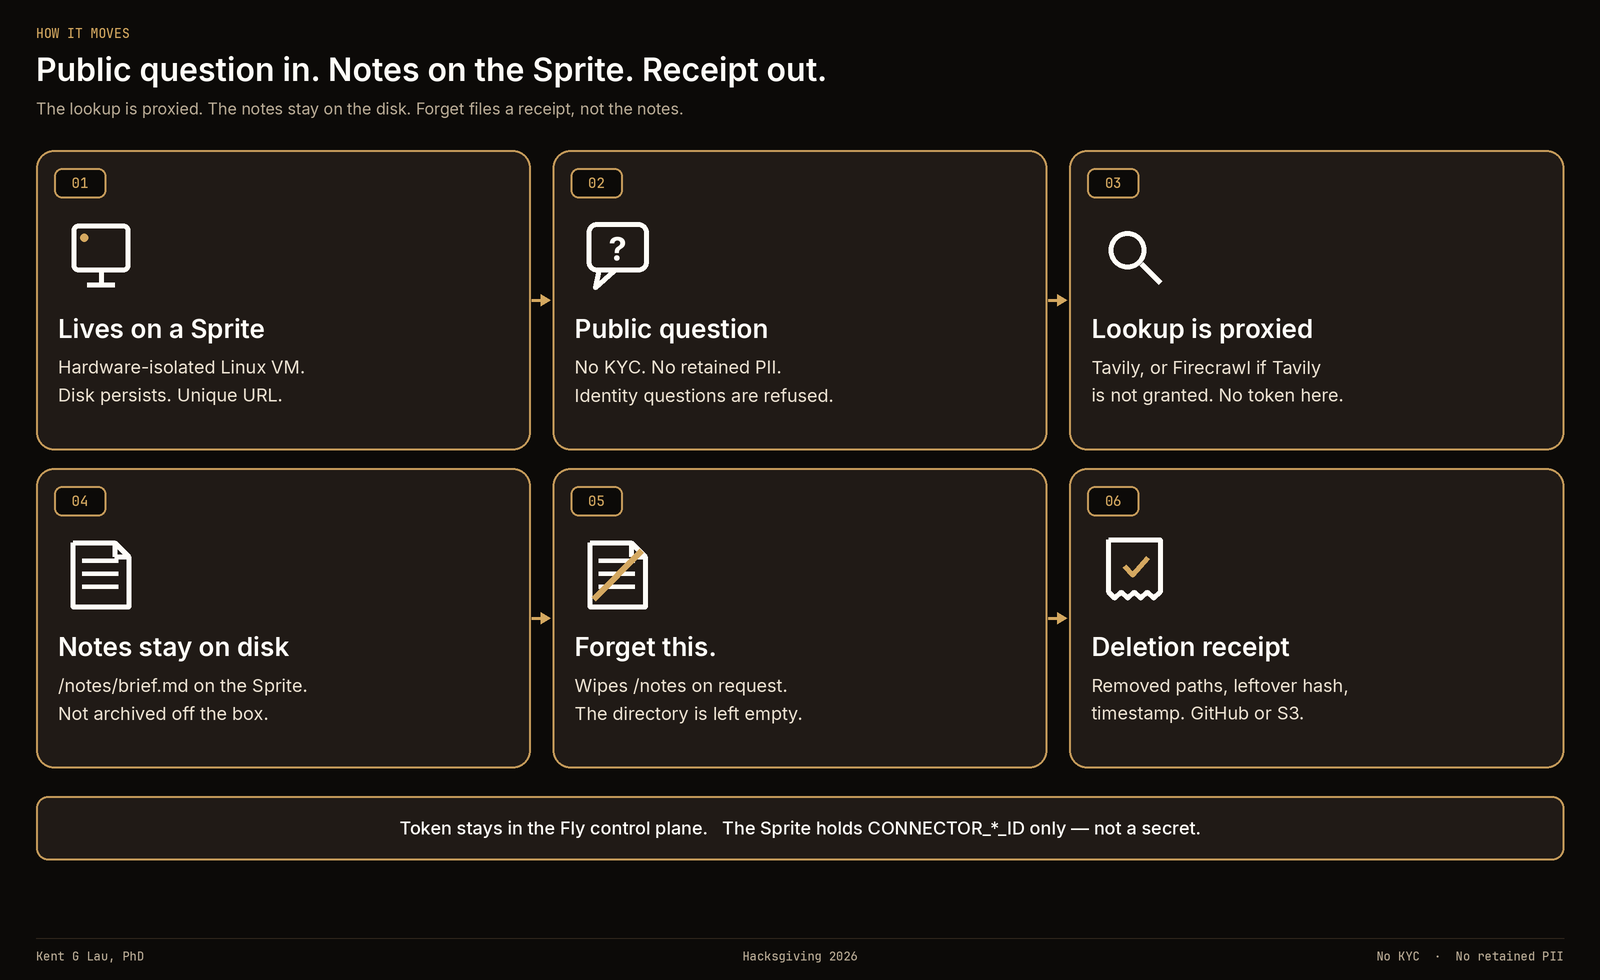 HOW IT MOVES
Public question in. Notes on the Sprite. Receipt out.
The lookup is proxied. The notes stay on the disk. Forget files a receipt, not the notes.
01
Lives on a Sprite
Hardware-isolated Linux VM.
Disk persists. Unique URL.
02
?
Public question
No KYC. No retained PII.
Identity questions are refused.
03
Lookup is proxied
Tavily, or Firecrawl if Tavily
is not granted. No token here.
04
Notes stay on disk
/notes/brief.md on the Sprite.
Not archived off the box.
05
Forget this.
Wipes /notes on request.
The directory is left empty.
06
Deletion receipt
Removed paths, leftover hash,
timestamp. GitHub or S3.
Token stays in the Fly control plane. The Sprite holds CONNECTOR_*_ID only — not a secret.
Kent G Lau, PhD
Hacksgiving 2026
No KYC · No retained PII